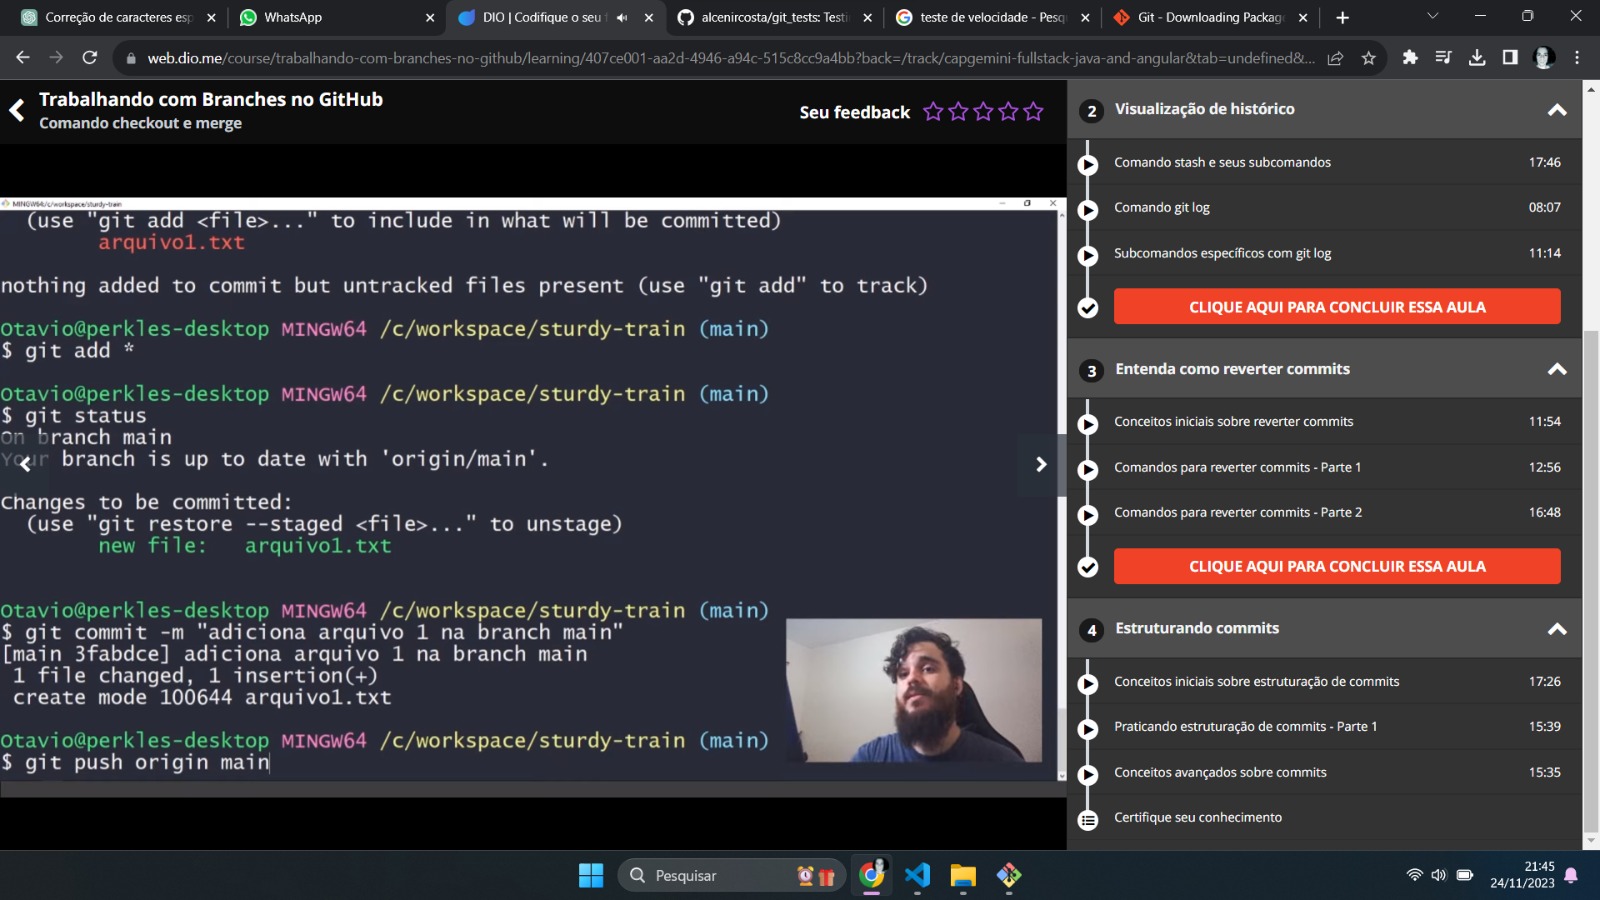 Correção de caracteres esp
WhatsApp
DIO | Codifique o seu f
alcenircosta/git_tests: Testi
teste de velocidade - Pesq
Git - Downloading Packag
web.dio.me/course/trabalhando-com-branches-no-github/learning/407ce001-aa2d-4946-a94c-515c8cc9a4bb?back=/track/capgemini-fullstack-java-and-angular&tab=undefined&...
Trabalhando com Branches no GitHub
Comando checkout e merge
Seu feedback
MINGW64:/c/workspace/sturdy-train
(use "git add <file>..." to include in what will be committed)
arquivo1.txt
nothing added to commit but untracked files present (use "git add" to track)
Otavio@perkles-desktop MINGW64 /c/workspace/sturdy-train (main)
$ git add *
Otavio@perkles-desktop MINGW64 /c/workspace/sturdy-train (main)
$ git status
On branch main
Your branch is up to date with 'origin/main'.
Changes to be committed:
(use "git restore --staged <file>..." to unstage)
new file:   arquivo1.txt
Otavio@perkles-desktop MINGW64 /c/workspace/sturdy-train (main)
$ git commit -m "adiciona arquivo 1 na branch main"
[main 3fabdce] adiciona arquivo 1 na branch main
1 file changed, 1 insertion(+)
create mode 100644 arquivo1.txt
Otavio@perkles-desktop MINGW64 /c/workspace/sturdy-train (main)
$ git push origin main
2 Visualização de histórico
Comando stash e seus subcomandos 17:46
Comando git log 08:07
Subcomandos específicos com git log 11:14
CLIQUE AQUI PARA CONCLUIR ESSA AULA
3 Entenda como reverter commits
Conceitos iniciais sobre reverter commits 11:54
Comandos para reverter commits - Parte 1 12:56
Comandos para reverter commits - Parte 2 16:48
CLIQUE AQUI PARA CONCLUIR ESSA AULA
4 Estruturando commits
Conceitos iniciais sobre estruturação de commits 17:26
Praticando estruturação de commits - Parte 1 15:39
Conceitos avançados sobre commits 15:35
Certifique seu conhecimento
Pesquisar
21:45
24/11/2023